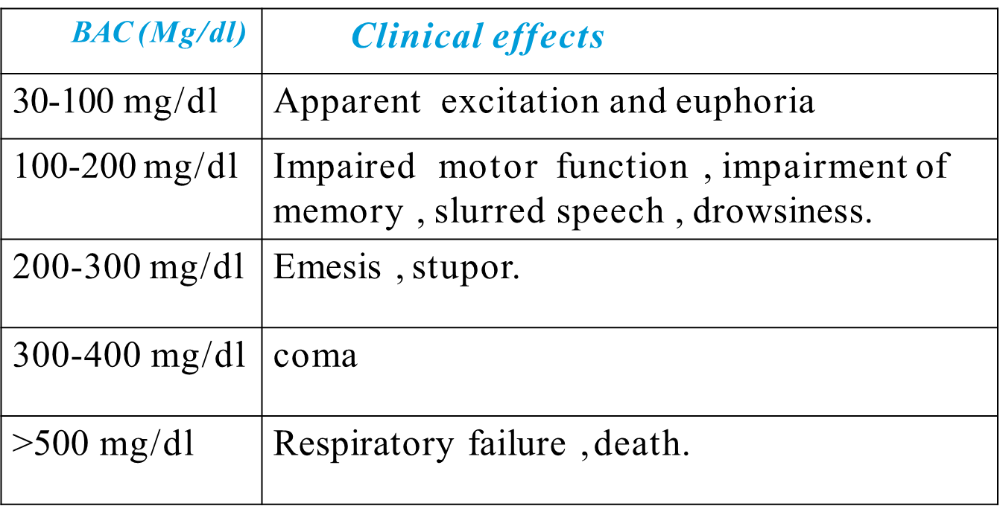 BAC (Mg/dl) Clinical effects
30-100 mg/dl Apparent excitation and euphoria
100-200 mg/dl Impaired motor function , impairment of
memory , slurred speech , drowsiness.
200-300 mg/dl Emesis , stupor.
300-400 mg/dl coma
>500 mg/dl Respiratory failure ,death.